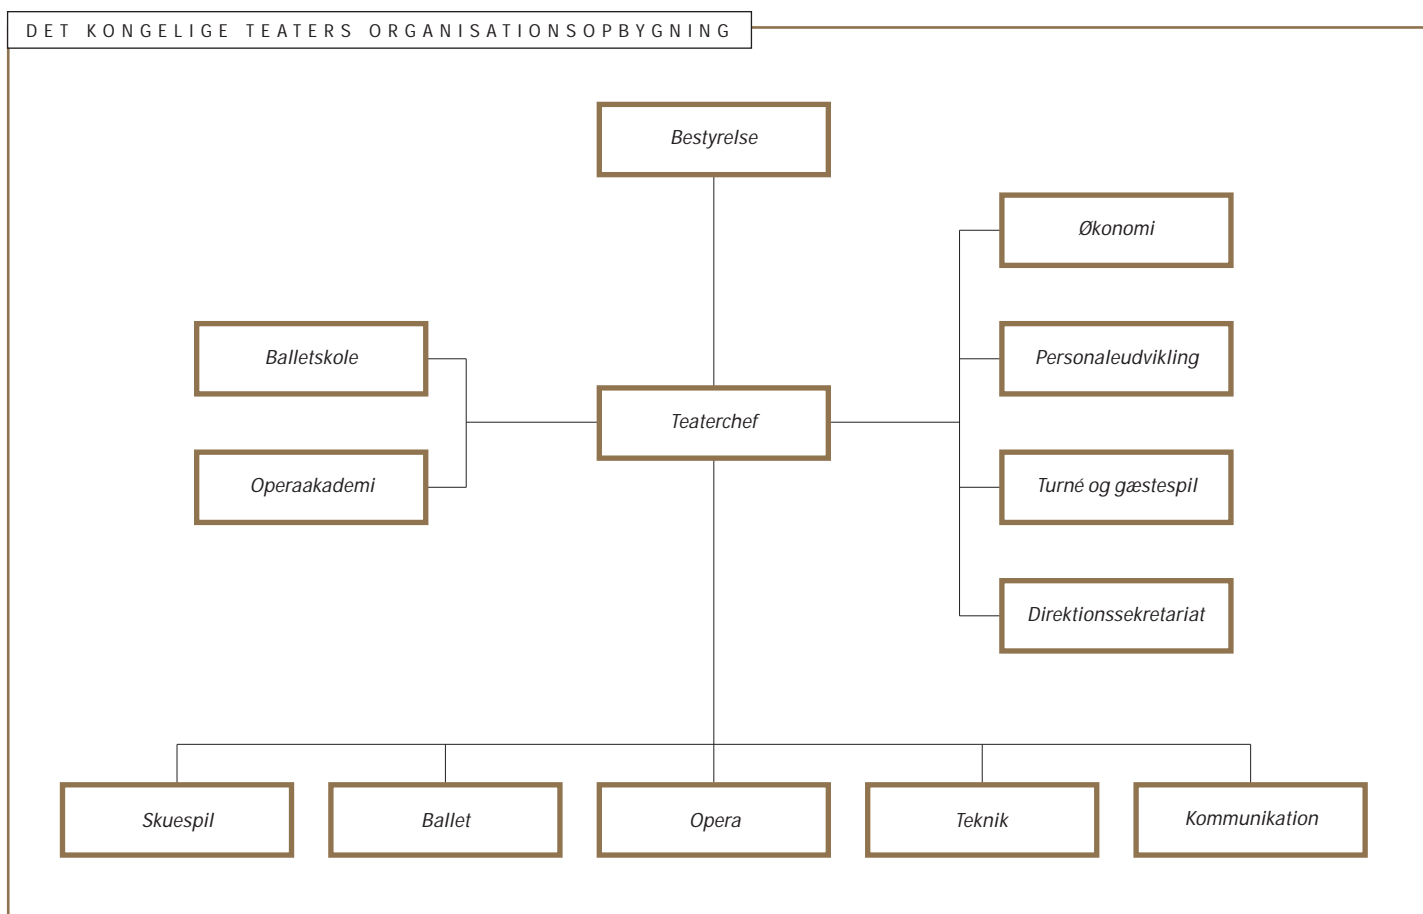 DET KONGELIGE TEATERS ORGANISATIONSOPBYGNING
Bestyrelse
Økonomi
Balletskole
Personaleudvikling
Teaterchef
Operaakademi
Turné og gæstespil
Direktionssekretariat
Skuespil
Ballet
Opera
Teknik
Kommunikation